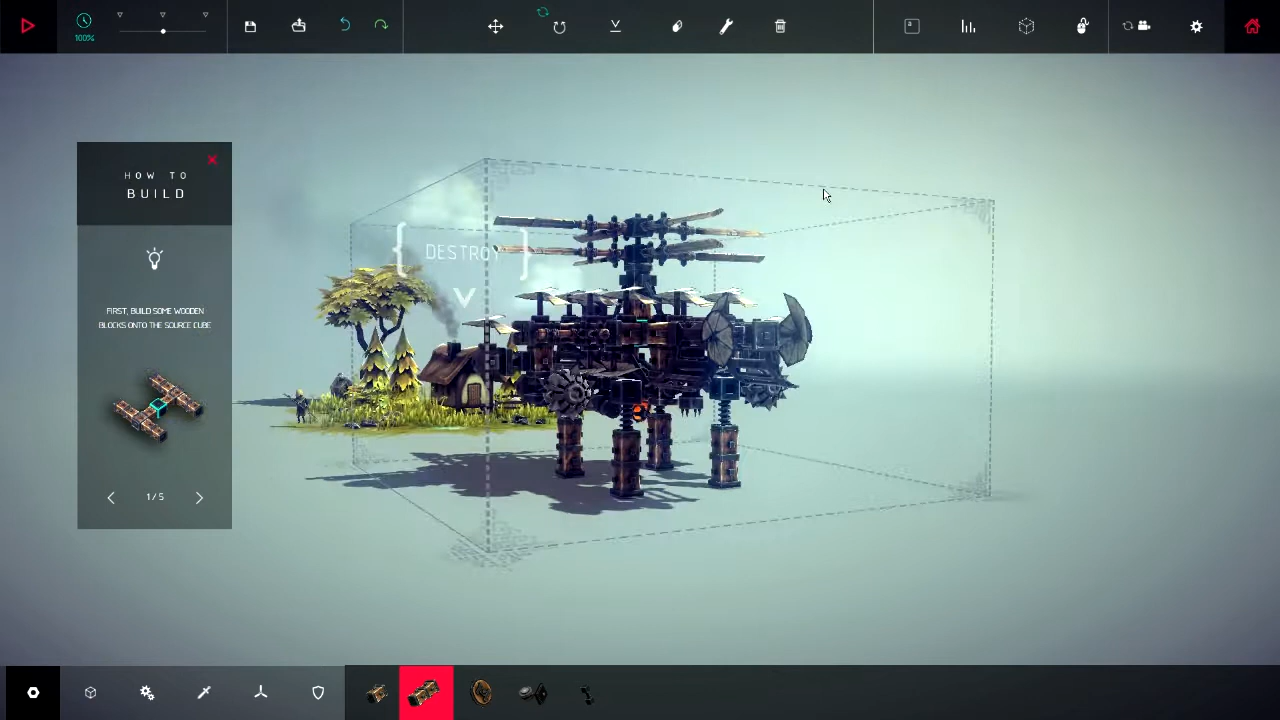 100%
HOW TO
BUILD
{ DESTROY }
FIRST, BUILD SOME WOODEN
BLOCKS ONTO THE SOURCE CUBE
1/5